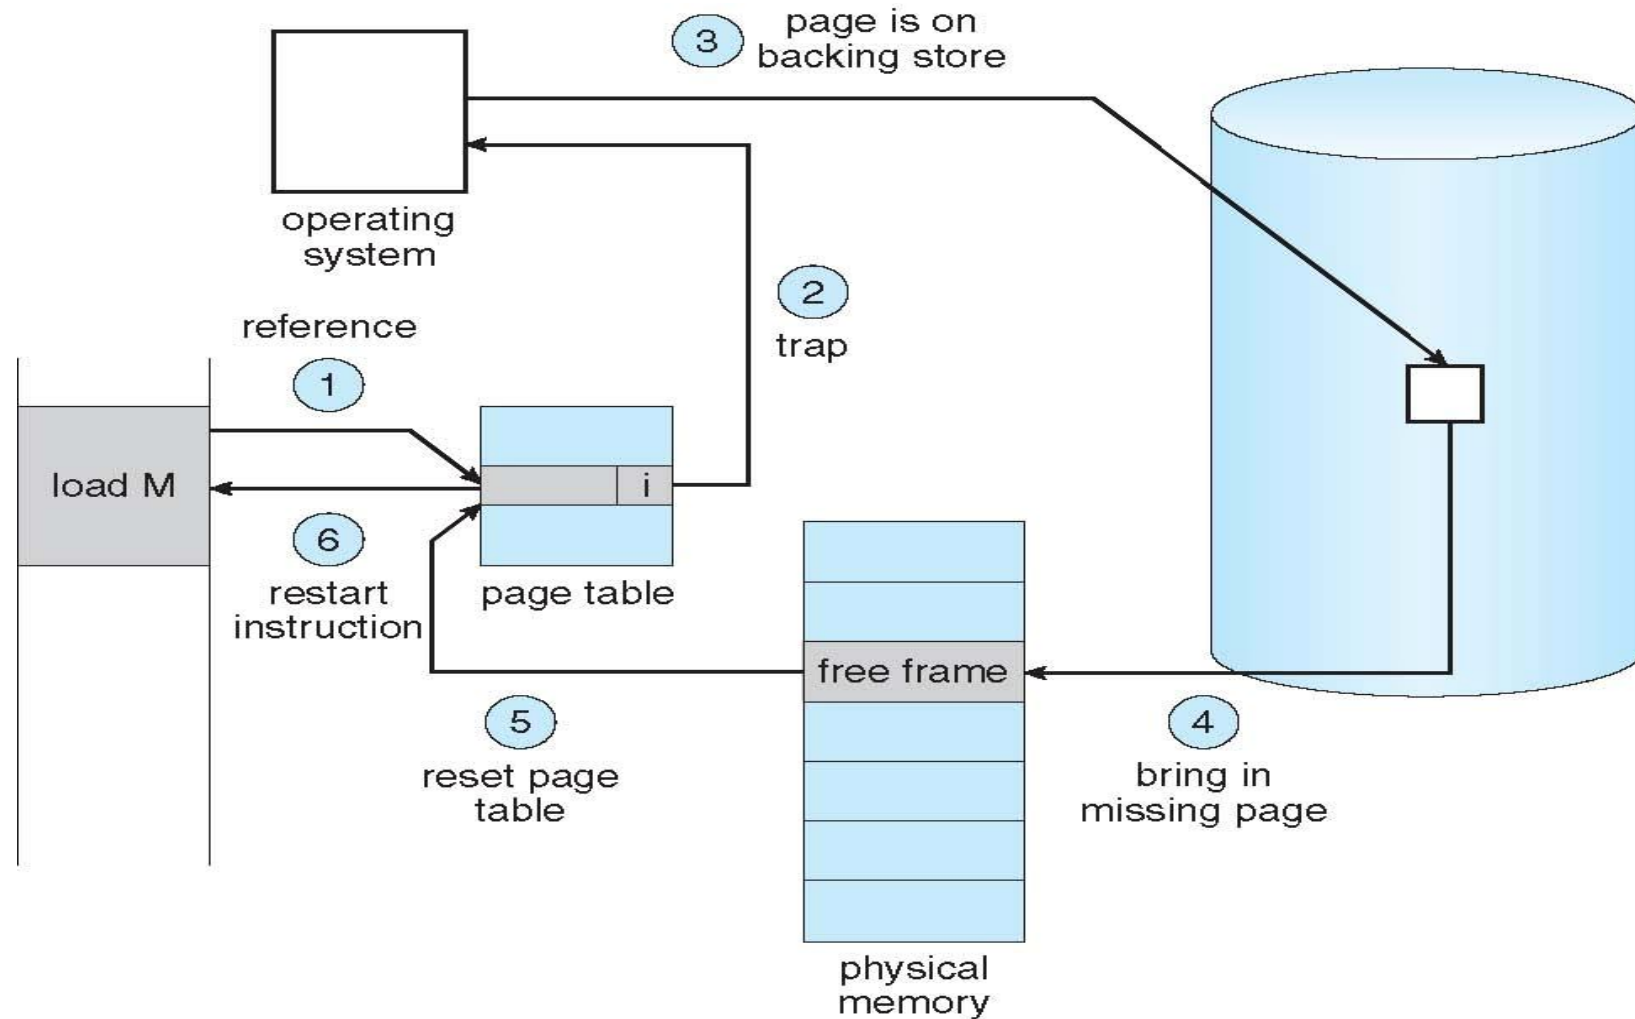 3
page is on
backing store
operating
system
2
trap
reference
1
load M
i
6
restart
instruction
page table
free frame
5
reset page
table
4
bring in
missing page
physical
memory